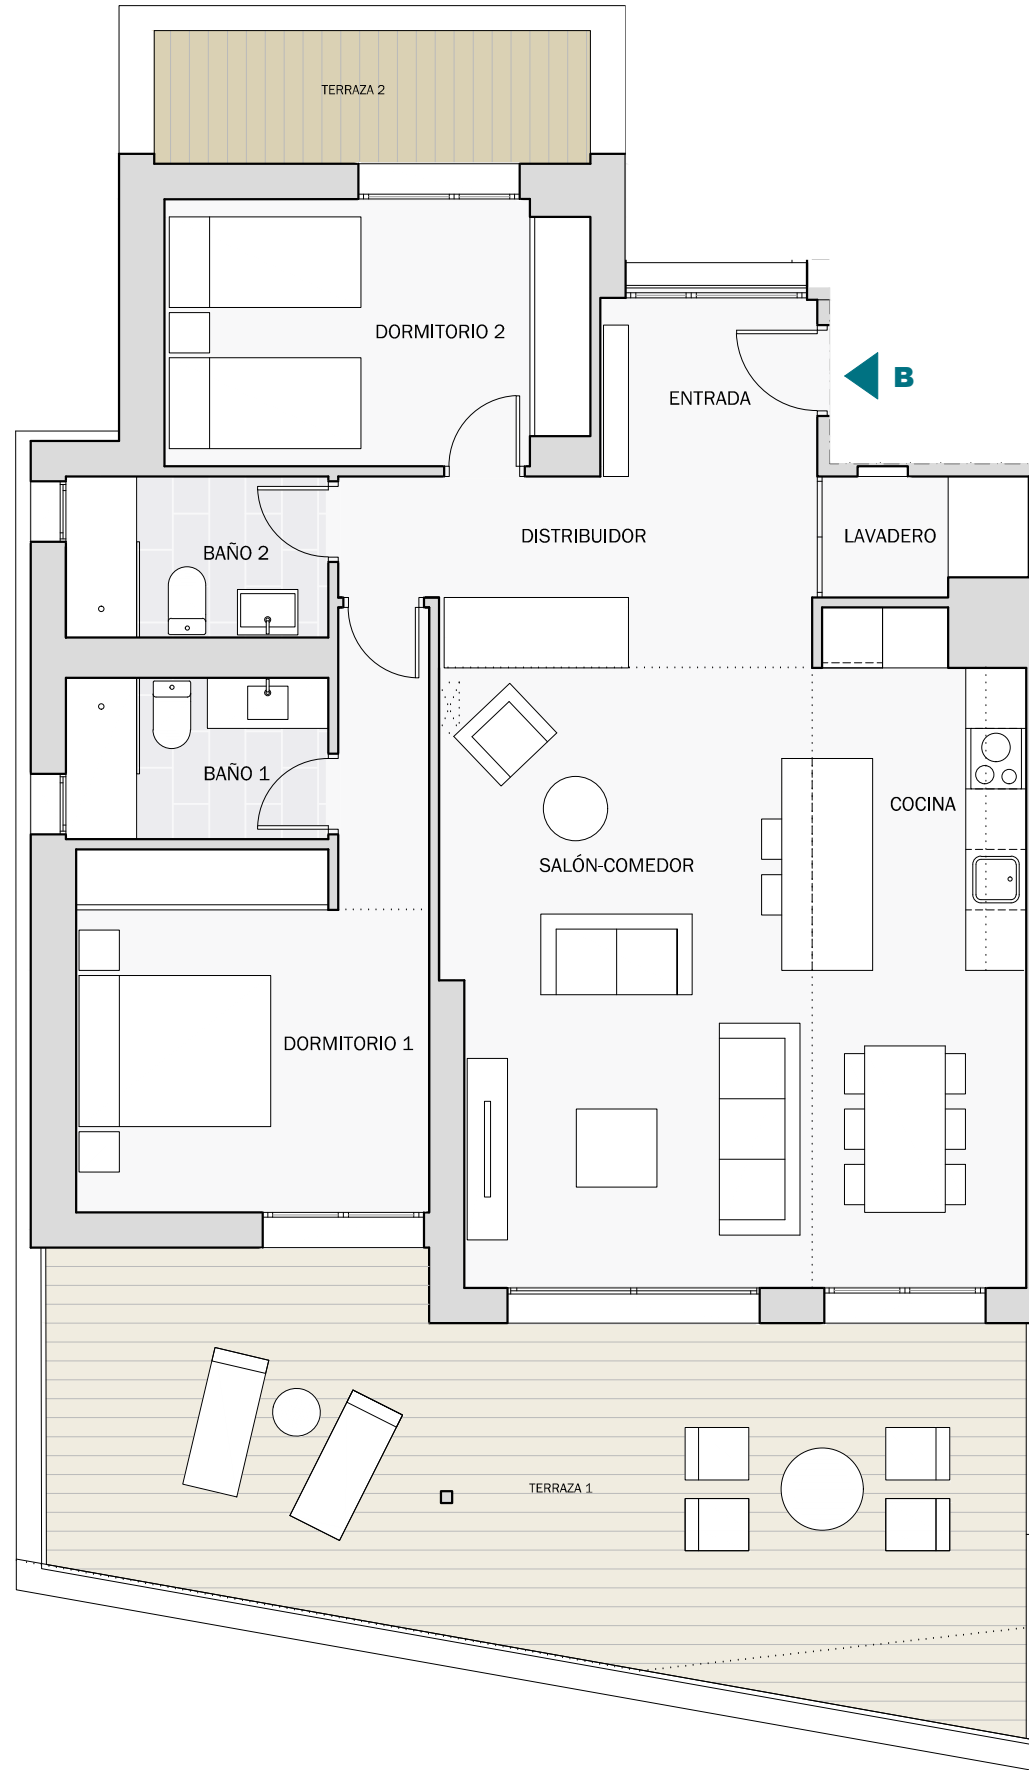 TERRAZA 2
DORMITORIO 2
B
ENTRADA
DISTRIBUIDOR
LAVADERO
BAÑO 2
BAÑO 1
COCINA
SALÓN-COMEDOR
DORMITORIO 1
TERRAZA 1